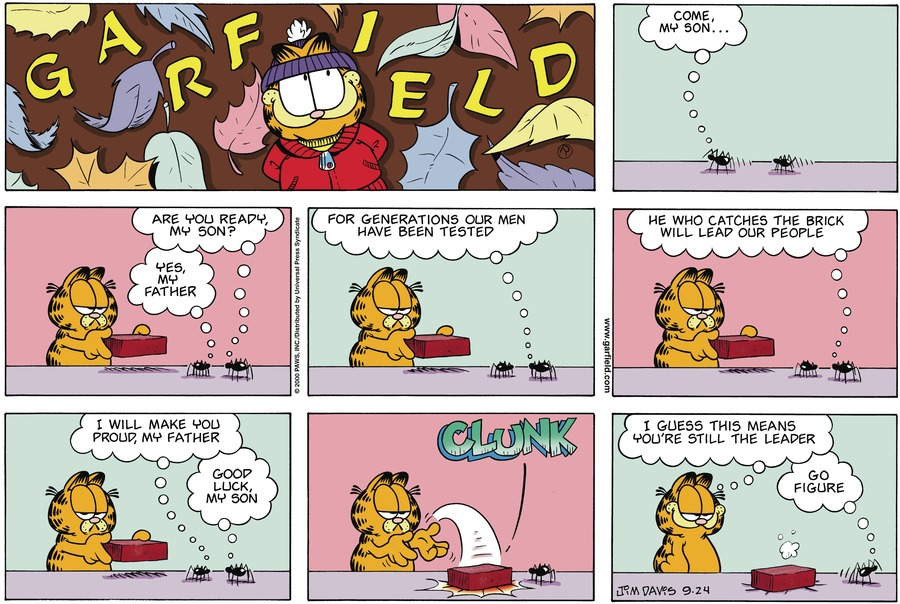 GARFIELD
COME,
MY SON...
ARE YOU READY,
MY SON?
YES,
MY
FATHER
© 2000 PAWS, INC./Distributed by Universal Press Syndicate
FOR GENERATIONS OUR MEN
HAVE BEEN TESTED
www.garfield.com
HE WHO CATCHES THE BRICK
WILL LEAD OUR PEOPLE
I WILL MAKE YOU
PROUD, MY FATHER
GOOD
LUCK,
MY SON
CLUNK
I GUESS THIS MEANS
YOU'RE STILL THE LEADER
GO
FIGURE
JIM DAVIS 9.24